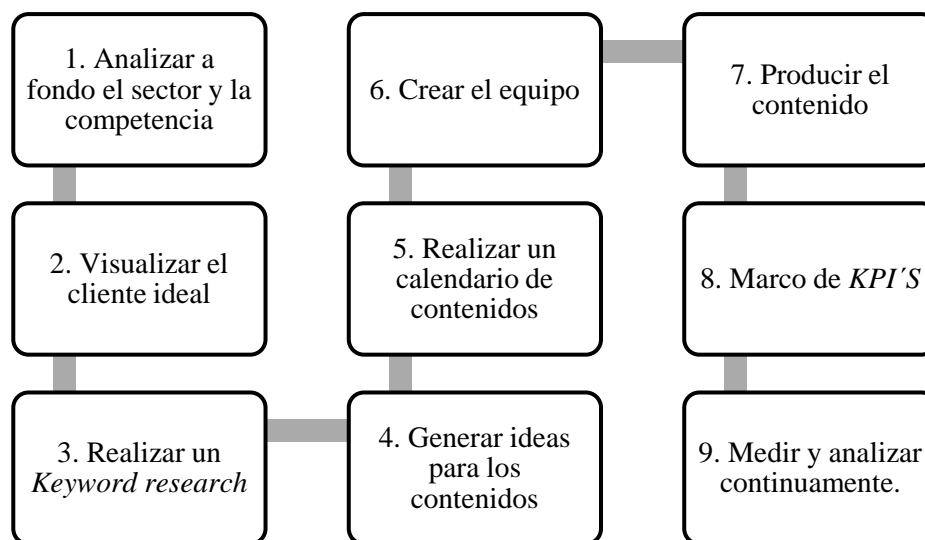 1. Analizar a
fondo el sector y la
competencia
2. Visualizar el
cliente ideal
3. Realizar un
Keyword research
4. Generar ideas
para los
contenidos
5. Realizar un
calendario de
contenidos
6. Crear el equipo
7. Producir el
contenido
8. Marco de KPI´S
9. Medir y analizar
continuamente.